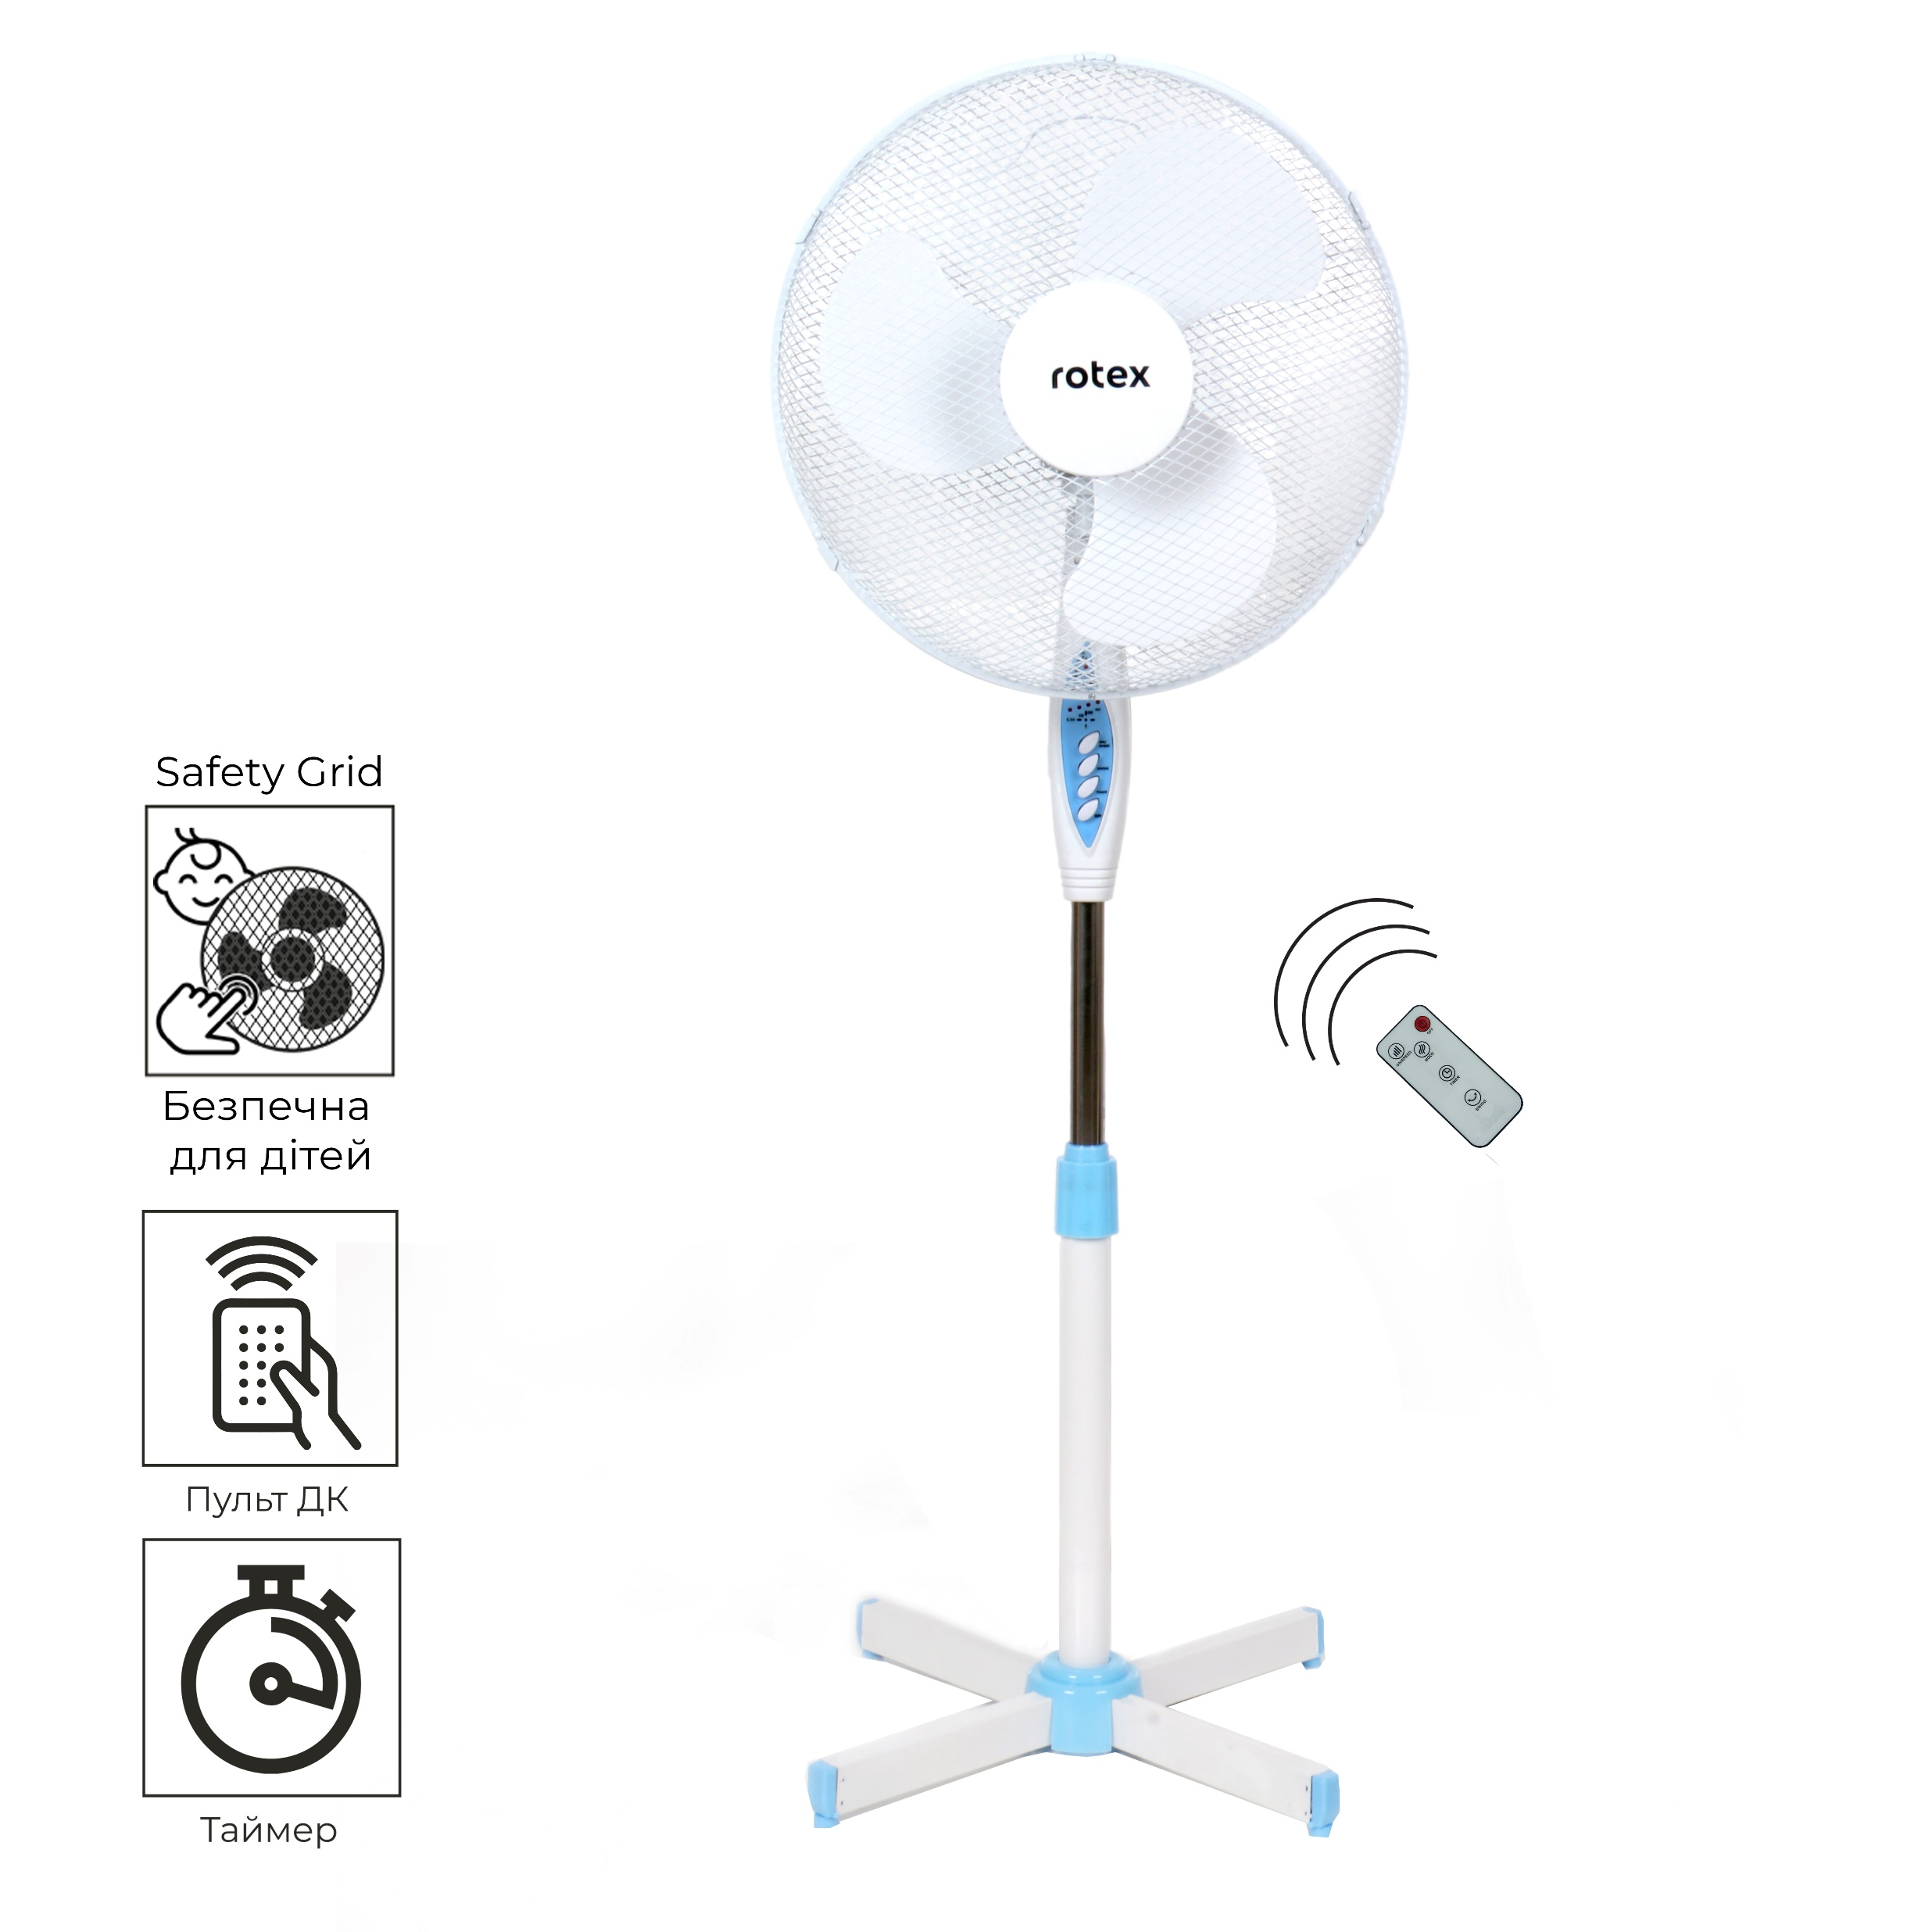 rotex
Safety Grid
Безпечна
для дітей
Пульт ДК
Таймер